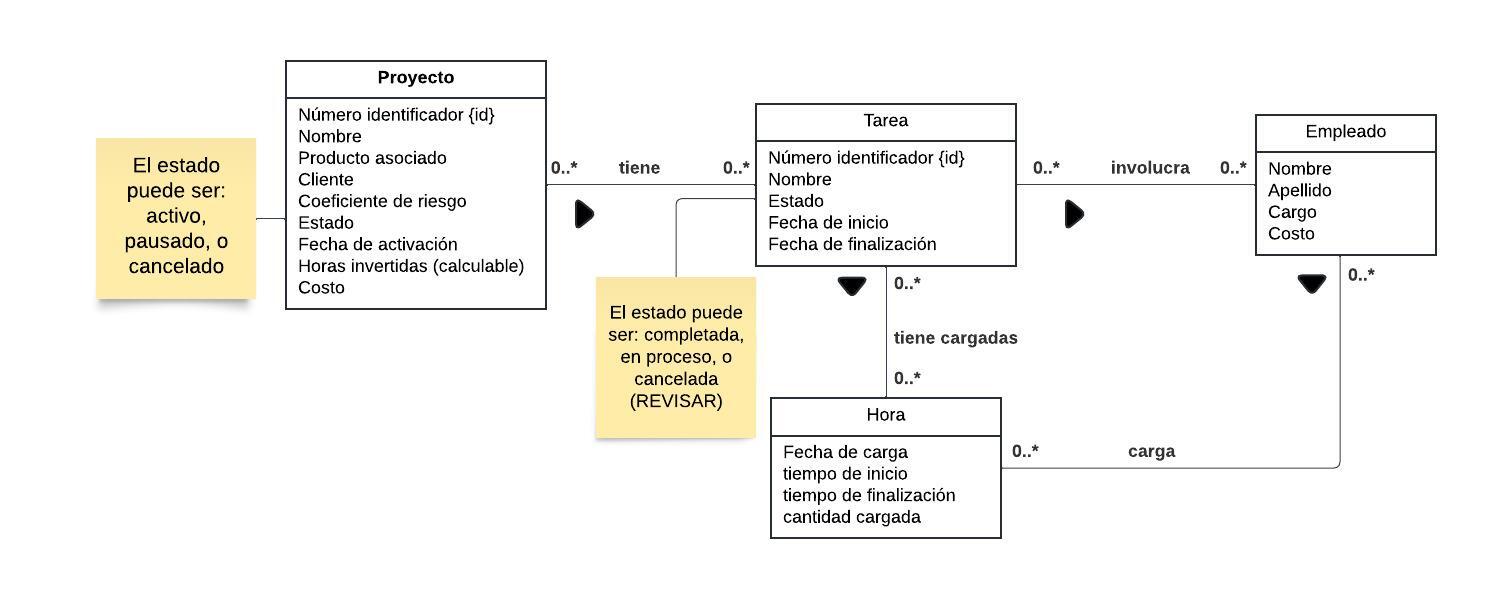 El estado
puede ser:
activo,
pausado, o
cancelado
Proyecto
Número identificador {id}
Nombre
Producto asociado
Cliente
Coeficiente de riesgo
Estado
Fecha de activación
Horas invertidas (calculable)
Costo
0..* tiene 0..*
Tarea
Número identificador {id}
Nombre
Estado
Fecha de inicio
Fecha de finalización
0..* involucra 0..*
Empleado
Nombre
Apellido
Cargo
Costo
El estado puede
ser: completada,
en proceso, o
cancelada
(REVISAR)
0..*
tiene cargadas
0..*
0..*
Hora
Fecha de carga
tiempo de inicio
tiempo de finalización
cantidad cargada
0..* carga